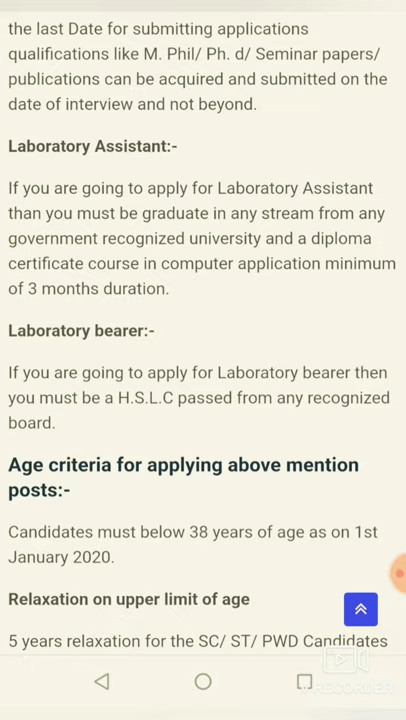 the last Date for submitting applications
qualifications like M. Phil/ Ph. d/ Seminar papers/
publications can be acquired and submitted on the
date of interview and not beyond.
Laboratory Assistant:-
If you are going to apply for Laboratory Assistant
than you must be graduate in any stream from any
government recognized university and a diploma
certificate course in computer application minimum
of 3 months duration.
Laboratory bearer:-
If you are going to apply for Laboratory bearer then
you must be a H.S.L.C passed from any recognized
board.
Age criteria for applying above mention
posts:-
Candidates must below 38 years of age as on 1st
January 2020.
Relaxation on upper limit of age
5 years relaxation for the SC/ ST/ PWD Candidates
V RECORDER